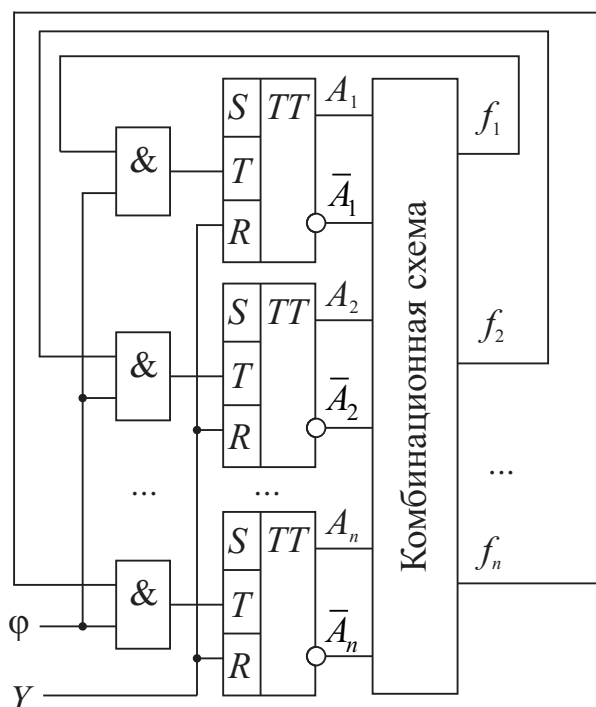 S TT A₁
& T
R Ā₁
f₁
S TT A₂
& T
R Ā₂
f₂
Комбинационная схема
... ... ...
S TT Aₙ
& T
R Āₙ
fₙ
φ
Y